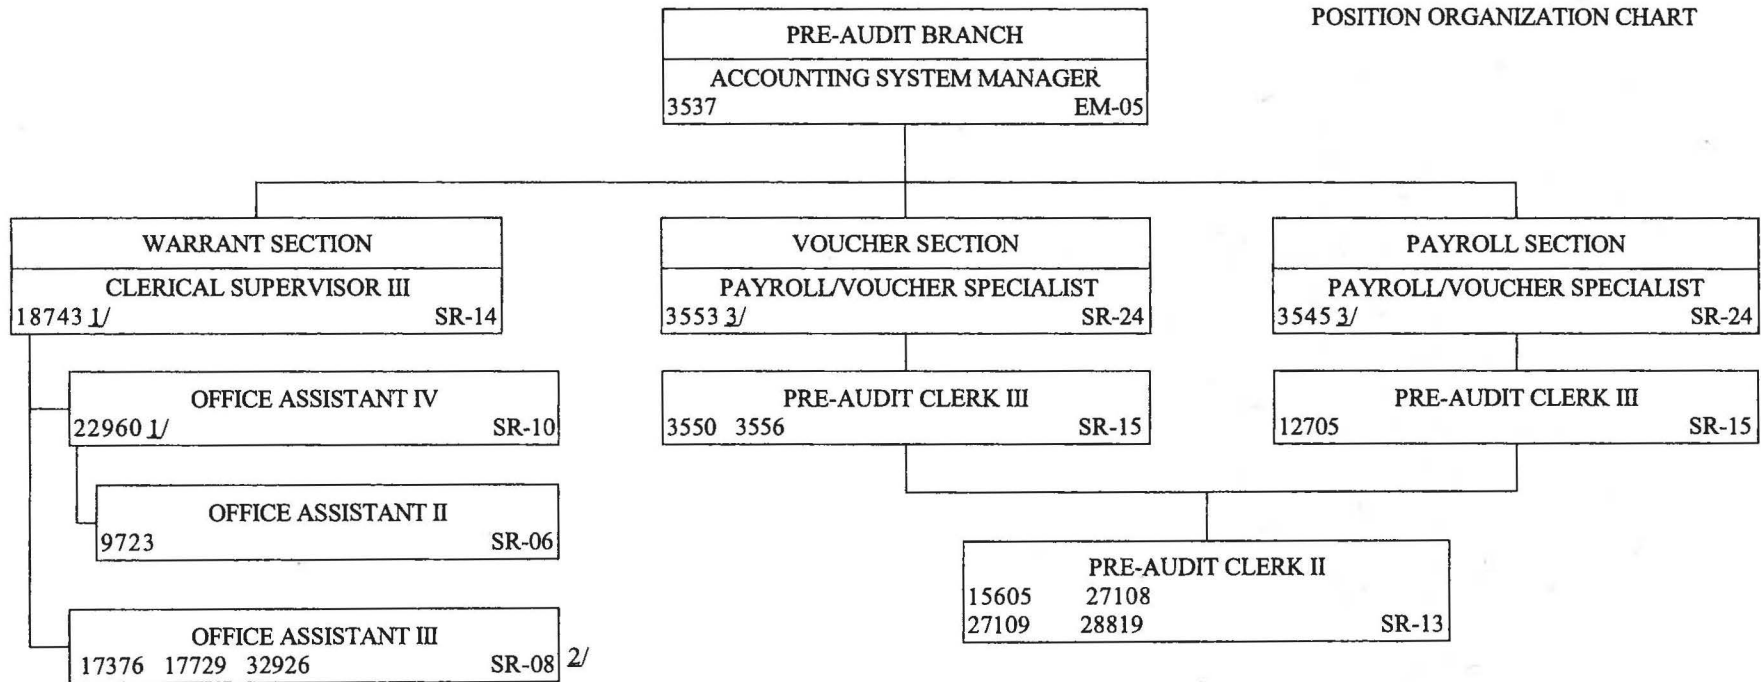 POSITION ORGANIZATION CHART
PRE-AUDIT BRANCH
ACCOUNTING SYSTEM MANAGER
3537 EM-05
WARRANT SECTION
CLERICAL SUPERVISOR III
18743 1/ SR-14
OFFICE ASSISTANT IV
22960 1/ SR-10
OFFICE ASSISTANT II
9723 SR-06
OFFICE ASSISTANT III
17376 17729 32926 SR-08 2/
VOUCHER SECTION
PAYROLL/VOUCHER SPECIALIST
3553 3/ SR-24
PRE-AUDIT CLERK III
3550 3556 SR-15
PAYROLL SECTION
PAYROLL/VOUCHER SPECIALIST
3545 3/ SR-24
PRE-AUDIT CLERK III
12705 SR-15
PRE-AUDIT CLERK II
15605 27108
27109 28819 SR-13